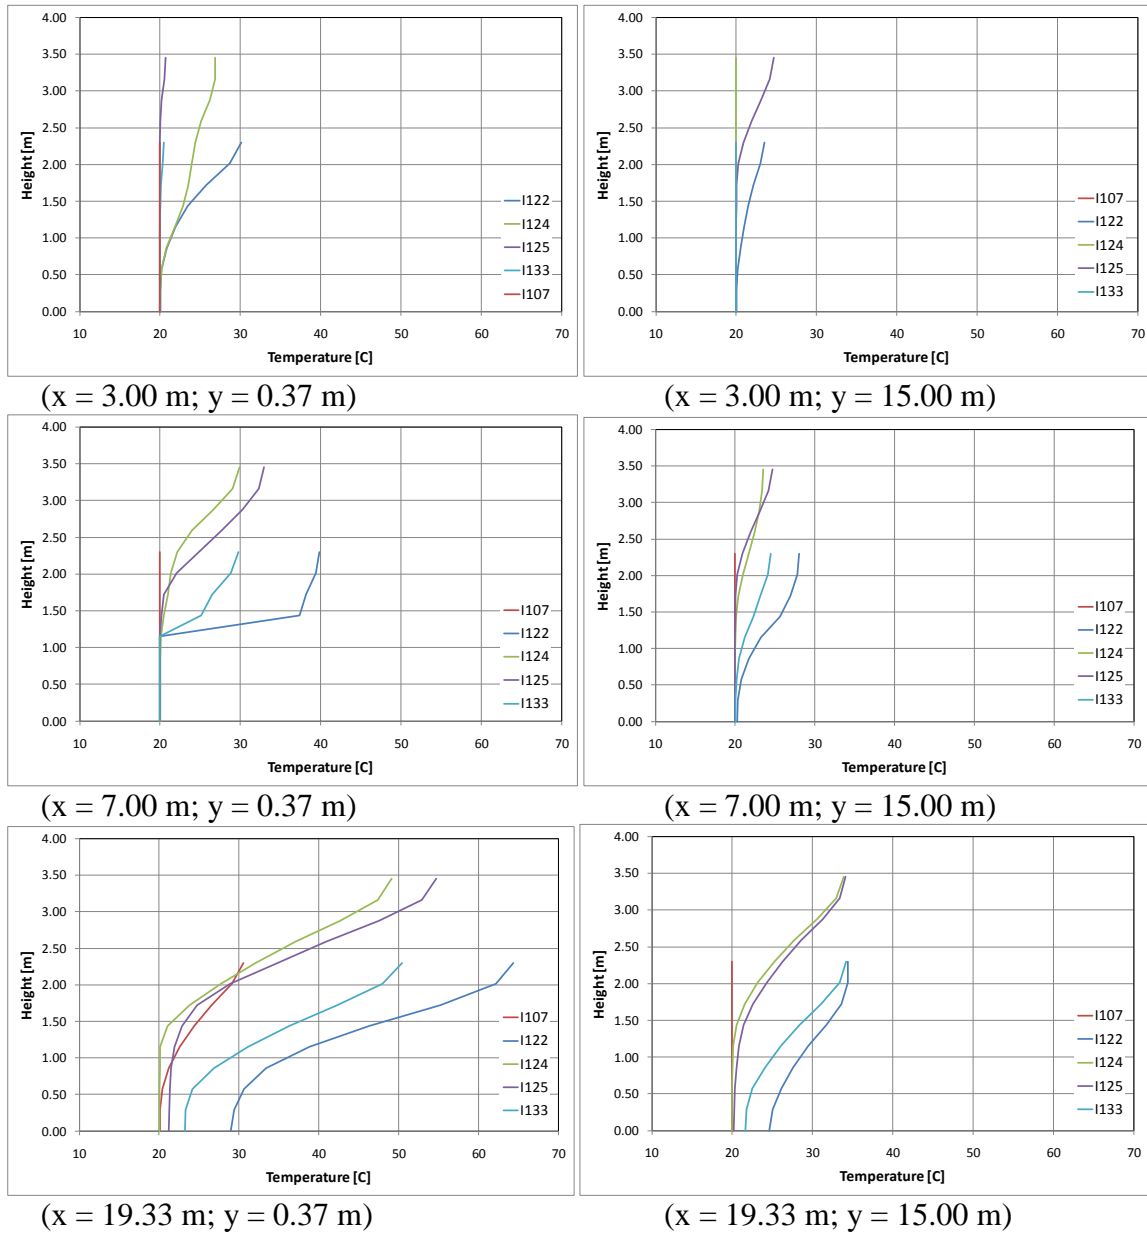 4.00
3.50
3.00
2.50
2.00
1.50
1.00
0.50
0.00
Height [m]
I122
I124
I125
I133
I107
10 20 30 40 50 60 70
Temperature [C]
(x = 3.00 m; y = 0.37 m)
4.00
3.50
3.00
2.50
2.00
1.50
1.00
0.50
0.00
Height [m]
I107
I122
I124
I125
I133
10 20 30 40 50 60 70
Temperature [C]
(x = 3.00 m; y = 15.00 m)
4.00
3.50
3.00
2.50
2.00
1.50
1.00
0.50
0.00
Height [m]
I107
I122
I124
I125
I133
10 20 30 40 50 60 70
Temperature [C]
(x = 7.00 m; y = 0.37 m)
4.00
3.50
3.00
2.50
2.00
1.50
1.00
0.50
0.00
Height [m]
I107
I122
I124
I125
I133
10 20 30 40 50 60 70
Temperature [C]
(x = 7.00 m; y = 15.00 m)
4.00
3.50
3.00
2.50
2.00
1.50
1.00
0.50
0.00
Height [m]
I107
I122
I124
I125
I133
10 20 30 40 50 60 70
Temperature [C]
(x = 19.33 m; y = 0.37 m)
4.00
3.50
3.00
2.50
2.00
1.50
1.00
0.50
0.00
Height [m]
I107
I122
I124
I125
I133
10 20 30 40 50 60 70
Temperature [C]
(x = 19.33 m; y = 15.00 m)